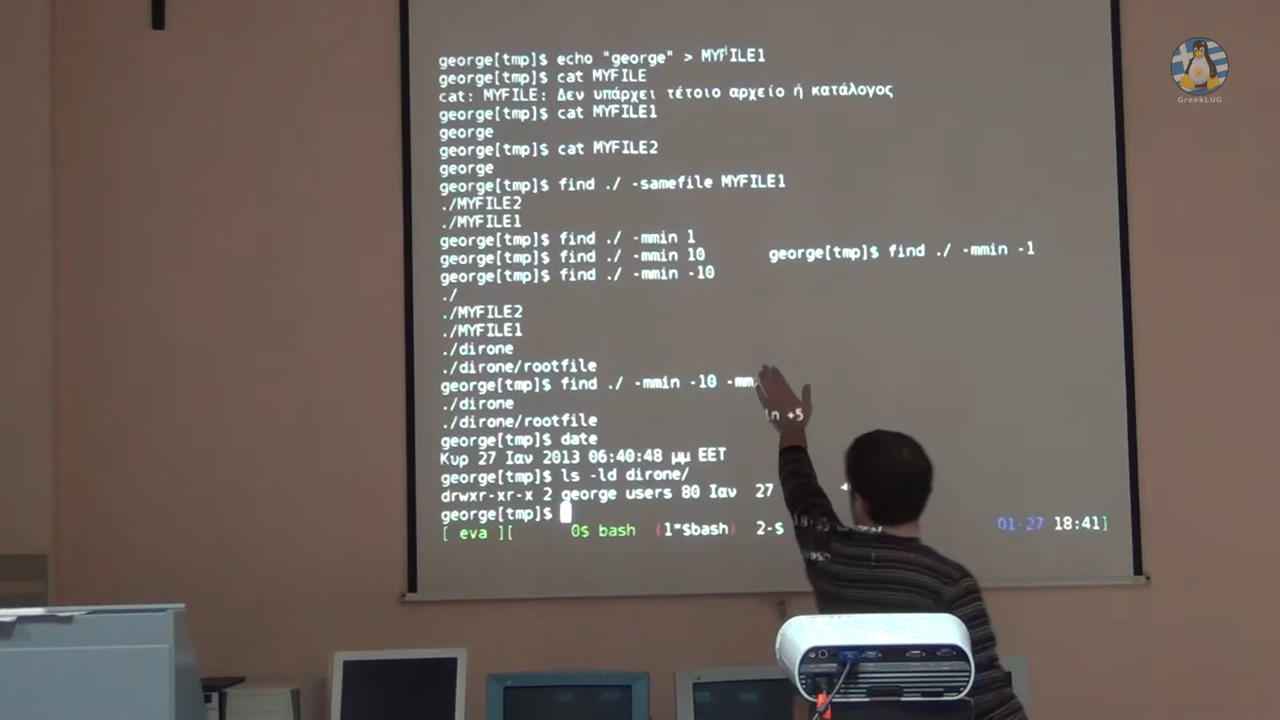 george[tmp]$ echo "george" > MYFILE1
george[tmp]$ cat MYFILE
cat: MYFILE: Δεν υπάρχει τέτοιο αρχείο ή κατάλογος
george[tmp]$ cat MYFILE1
george
george[tmp]$ cat MYFILE2
george
george[tmp]$ find ./ -samefile MYFILE1
./MYFILE2
./MYFILE1
george[tmp]$ find ./ -mmin 1
george[tmp]$ find ./ -mmin 10 george[tmp]$ find ./ -mmin -1
george[tmp]$ find ./ -mmin -10
./
./MYFILE2
./MYFILE1
./dirone
./dirone/rootfile
george[tmp]$ find ./ -mmin -10 +5
./dirone
./dirone/rootfile
george[tmp]$ date
Κυρ 27 Ιαν 2013 06:40:48 μμ EET
george[tmp]$ ls -ld dirone/
drwxr-xr-x 2 george users 80 Ιαν 27
george[tmp]$
[ eva ][ 0$ bash (1*$bash) 2-$ 01-27 18:41]
GreekLUG